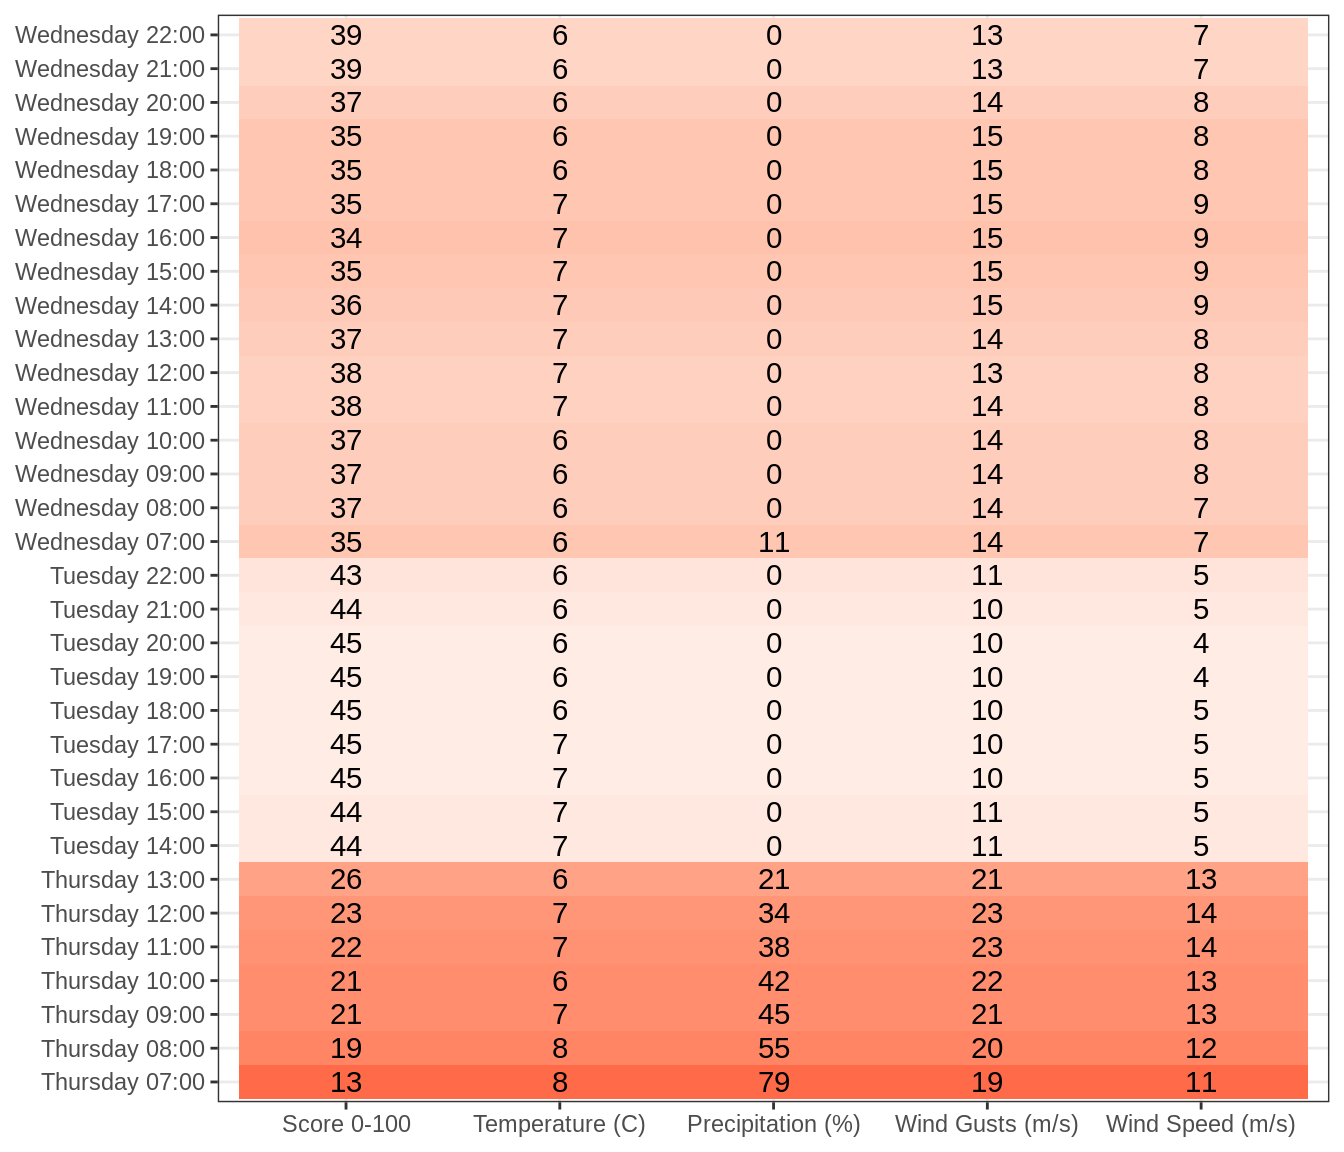 Wednesday 22:00 39 6 0 13 7
Wednesday 21:00 39 6 0 13 7
Wednesday 20:00 37 6 0 14 8
Wednesday 19:00 35 6 0 15 8
Wednesday 18:00 35 6 0 15 8
Wednesday 17:00 35 7 0 15 9
Wednesday 16:00 34 7 0 15 9
Wednesday 15:00 35 7 0 15 9
Wednesday 14:00 36 7 0 15 9
Wednesday 13:00 37 7 0 14 8
Wednesday 12:00 38 7 0 13 8
Wednesday 11:00 38 7 0 14 8
Wednesday 10:00 37 6 0 14 8
Wednesday 09:00 37 6 0 14 8
Wednesday 08:00 37 6 0 14 7
Wednesday 07:00 35 6 11 14 7
Tuesday 22:00 43 6 0 11 5
Tuesday 21:00 44 6 0 10 5
Tuesday 20:00 45 6 0 10 4
Tuesday 19:00 45 6 0 10 4
Tuesday 18:00 45 6 0 10 5
Tuesday 17:00 45 7 0 10 5
Tuesday 16:00 45 7 0 10 5
Tuesday 15:00 44 7 0 11 5
Tuesday 14:00 44 7 0 11 5
Thursday 13:00 26 6 21 21 13
Thursday 12:00 23 7 34 23 14
Thursday 11:00 22 7 38 23 14
Thursday 10:00 21 6 42 22 13
Thursday 09:00 21 7 45 21 13
Thursday 08:00 19 8 55 20 12
Thursday 07:00 13 8 79 19 11
Score 0-100 Temperature (C) Precipitation (%) Wind Gusts (m/s) Wind Speed (m/s)